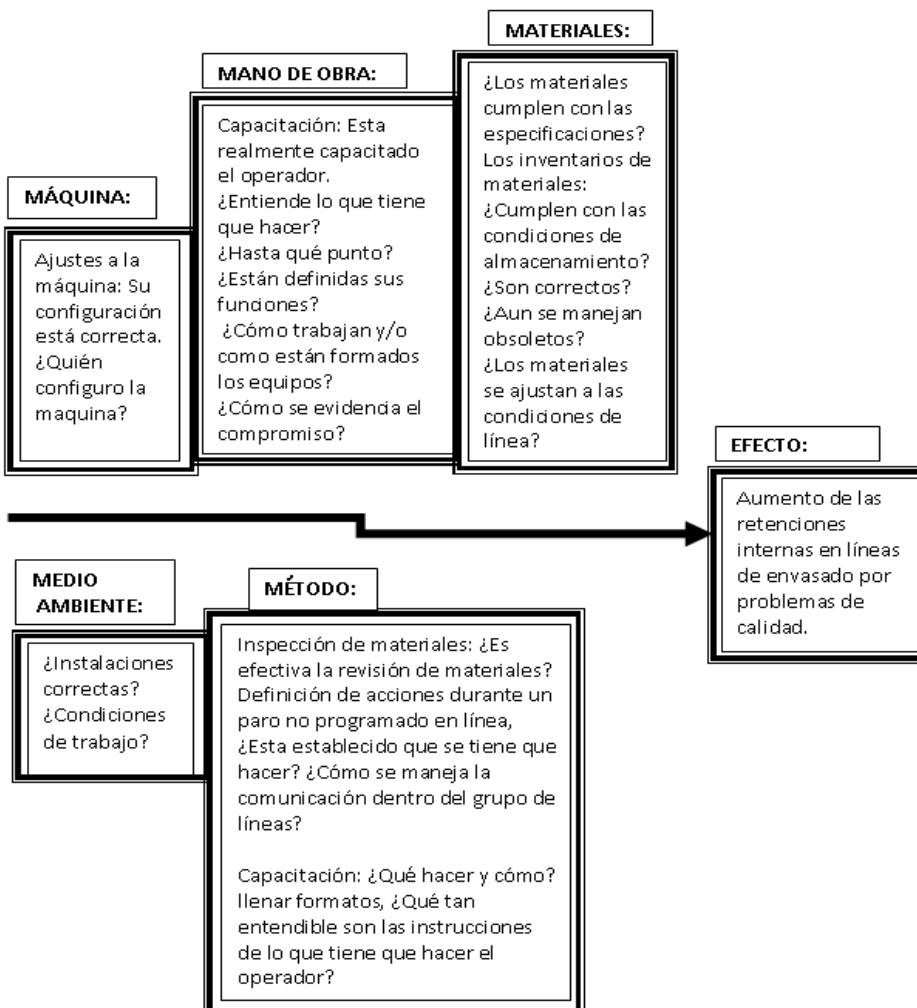 MÁQUINA:
Ajustes a la
máquina: Su
configuración
está correcta.
¿Quién
configuro la
maquina?
MANO DE OBRA:
Capacitación: Esta
realmente capacitado
el operador.
¿Entiende lo que tiene
que hacer?
¿Hasta qué punto?
¿Están definidas sus
funciones?
¿Cómo trabajan y/o
como están formados
los equipos?
¿Cómo se evidencia el
compromiso?
MATERIALES:
¿Los materiales
cumplen con las
especificaciones?
Los inventarios de
materiales:
¿Cumplen con las
condiciones de
almacenamiento?
¿Son correctos?
¿Aun se manejan
obsoletos?
¿Los materiales
se ajustan a las
condiciones de
línea?
EFECTO:
Aumento de las
retenciones
internas en líneas
de envasado por
problemas de
calidad.
MEDIO
AMBIENTE:
¿Instalaciones
correctas?
¿Condiciones
de trabajo?
MÉTODO:
Inspección de materiales: ¿Es
efectiva la revisión de materiales?
Definición de acciones durante un
paro no programado en línea,
¿Esta establecido que se tiene que
hacer? ¿Cómo se maneja la
comunicación dentro del grupo de
líneas?
Capacitación: ¿Qué hacer y cómo?
llenar formatos, ¿Qué tan
entendible son las instrucciones
de lo que tiene que hacer el
operador?